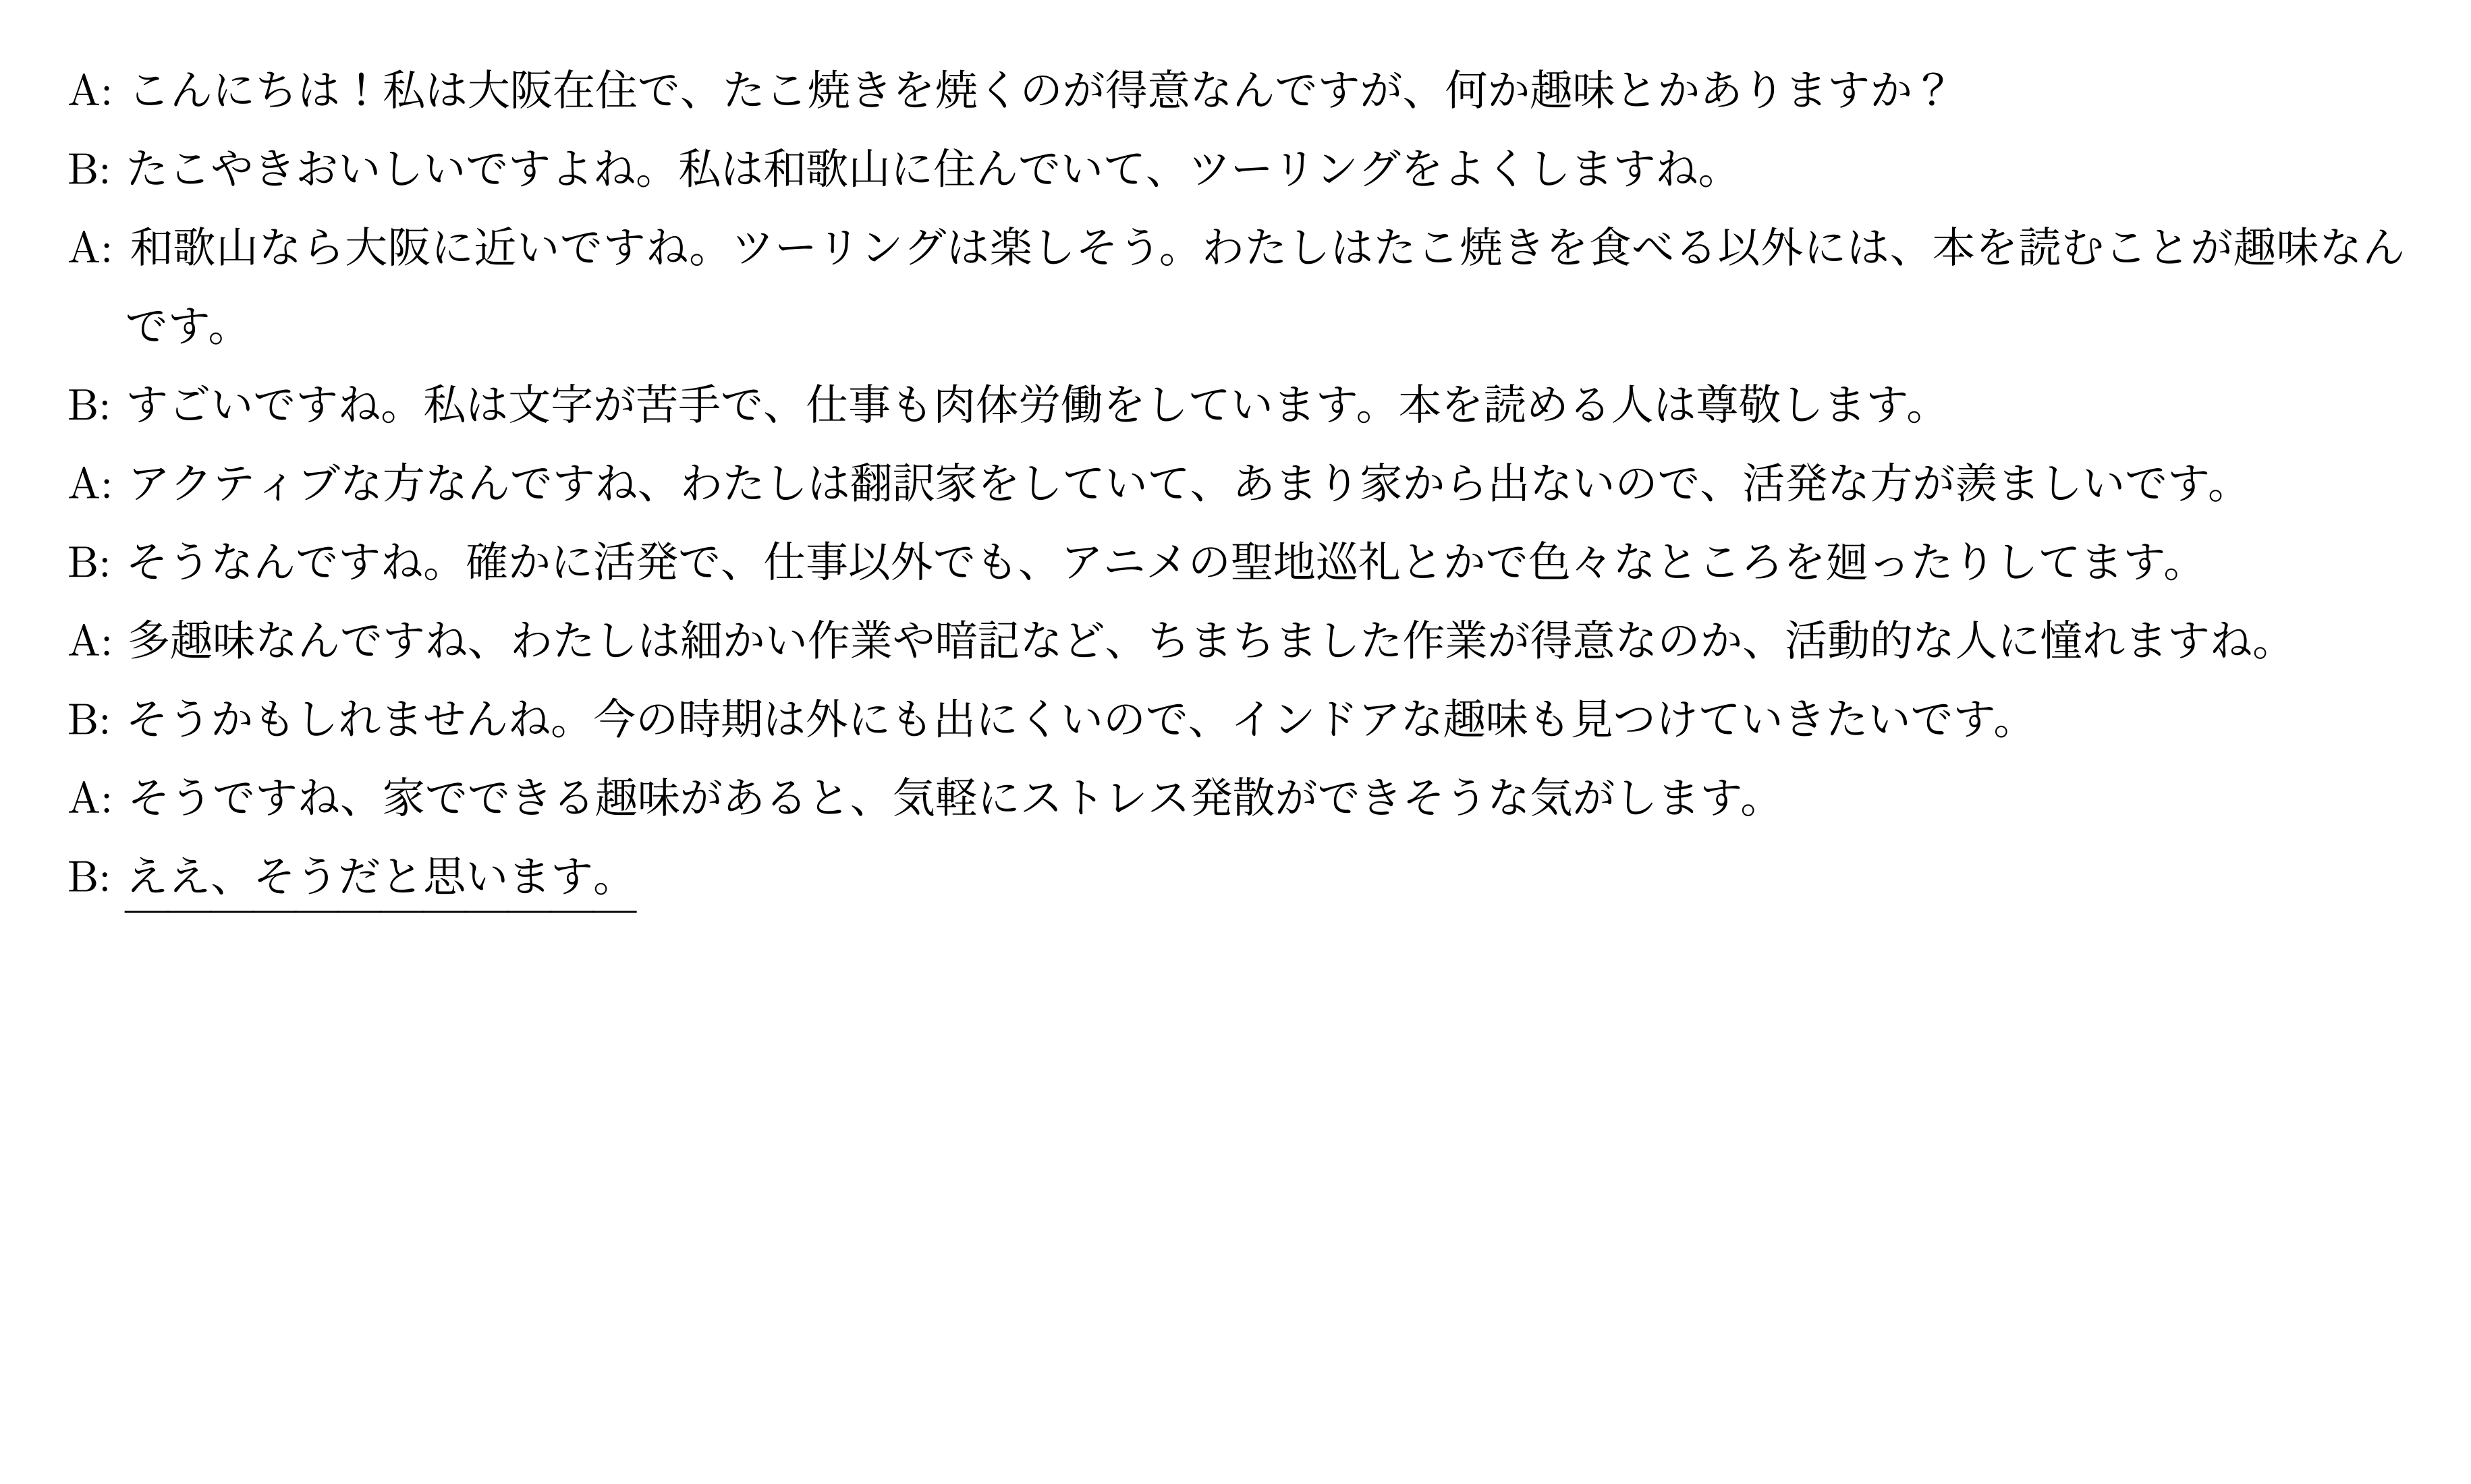 A: こんにちは！私は大阪在住で、たこ焼きを焼くのが得意なんですが、何か趣味とかありますか？
B: たこやきおいしいですよね。私は和歌山に住んでいて、ツーリングをよくしますね。
A: 和歌山なら大阪に近いですね。ツーリングは楽しそう。わたしはたこ焼きを食べる以外には、本を読むことが趣味なん
です。
B: すごいですね。私は文字が苦手で、仕事も肉体労働をしています。本を読める人は尊敬します。
A: アクティブな方なんですね、わたしは翻訳家をしていて、あまり家から出ないので、活発な方が羨ましいです。
B: そうなんですね。確かに活発で、仕事以外でも、アニメの聖地巡礼とかで色々なところを廻ったりしてます。
A: 多趣味なんですね、わたしは細かい作業や暗記など、ちまちました作業が得意なのか、活動的な人に憧れますね。
B: そうかもしれませんね。今の時期は外にも出にくいので、インドアな趣味も見つけていきたいです。
A: そうですね、家でできる趣味があると、気軽にストレス発散ができそうな気がします。
B: ええ、そうだと思います。